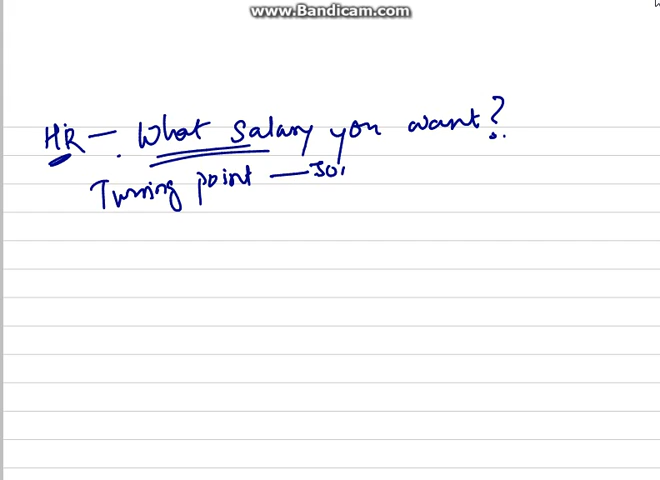 www.Bandicam.com
HR — What salary you want?
Turning point —